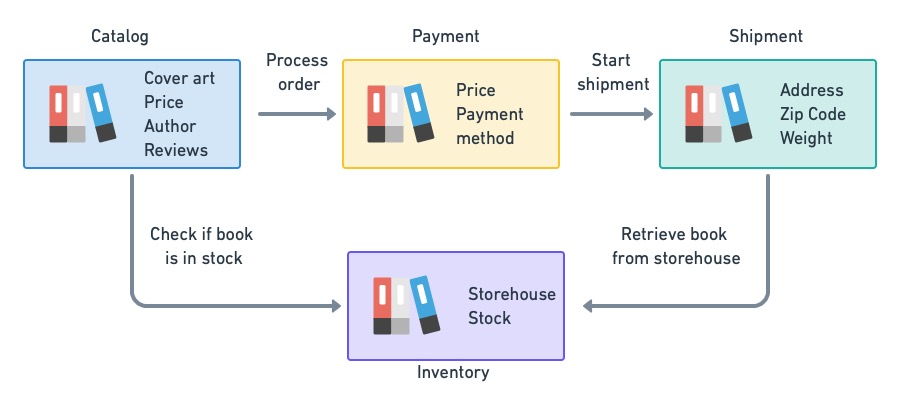 Catalog
Cover art
Price
Author
Reviews
Process
order
Payment
Price
Payment
method
Start
shipment
Shipment
Address
Zip Code
Weight
Check if book
is in stock
Storehouse
Stock
Inventory
Retrieve book
from storehouse